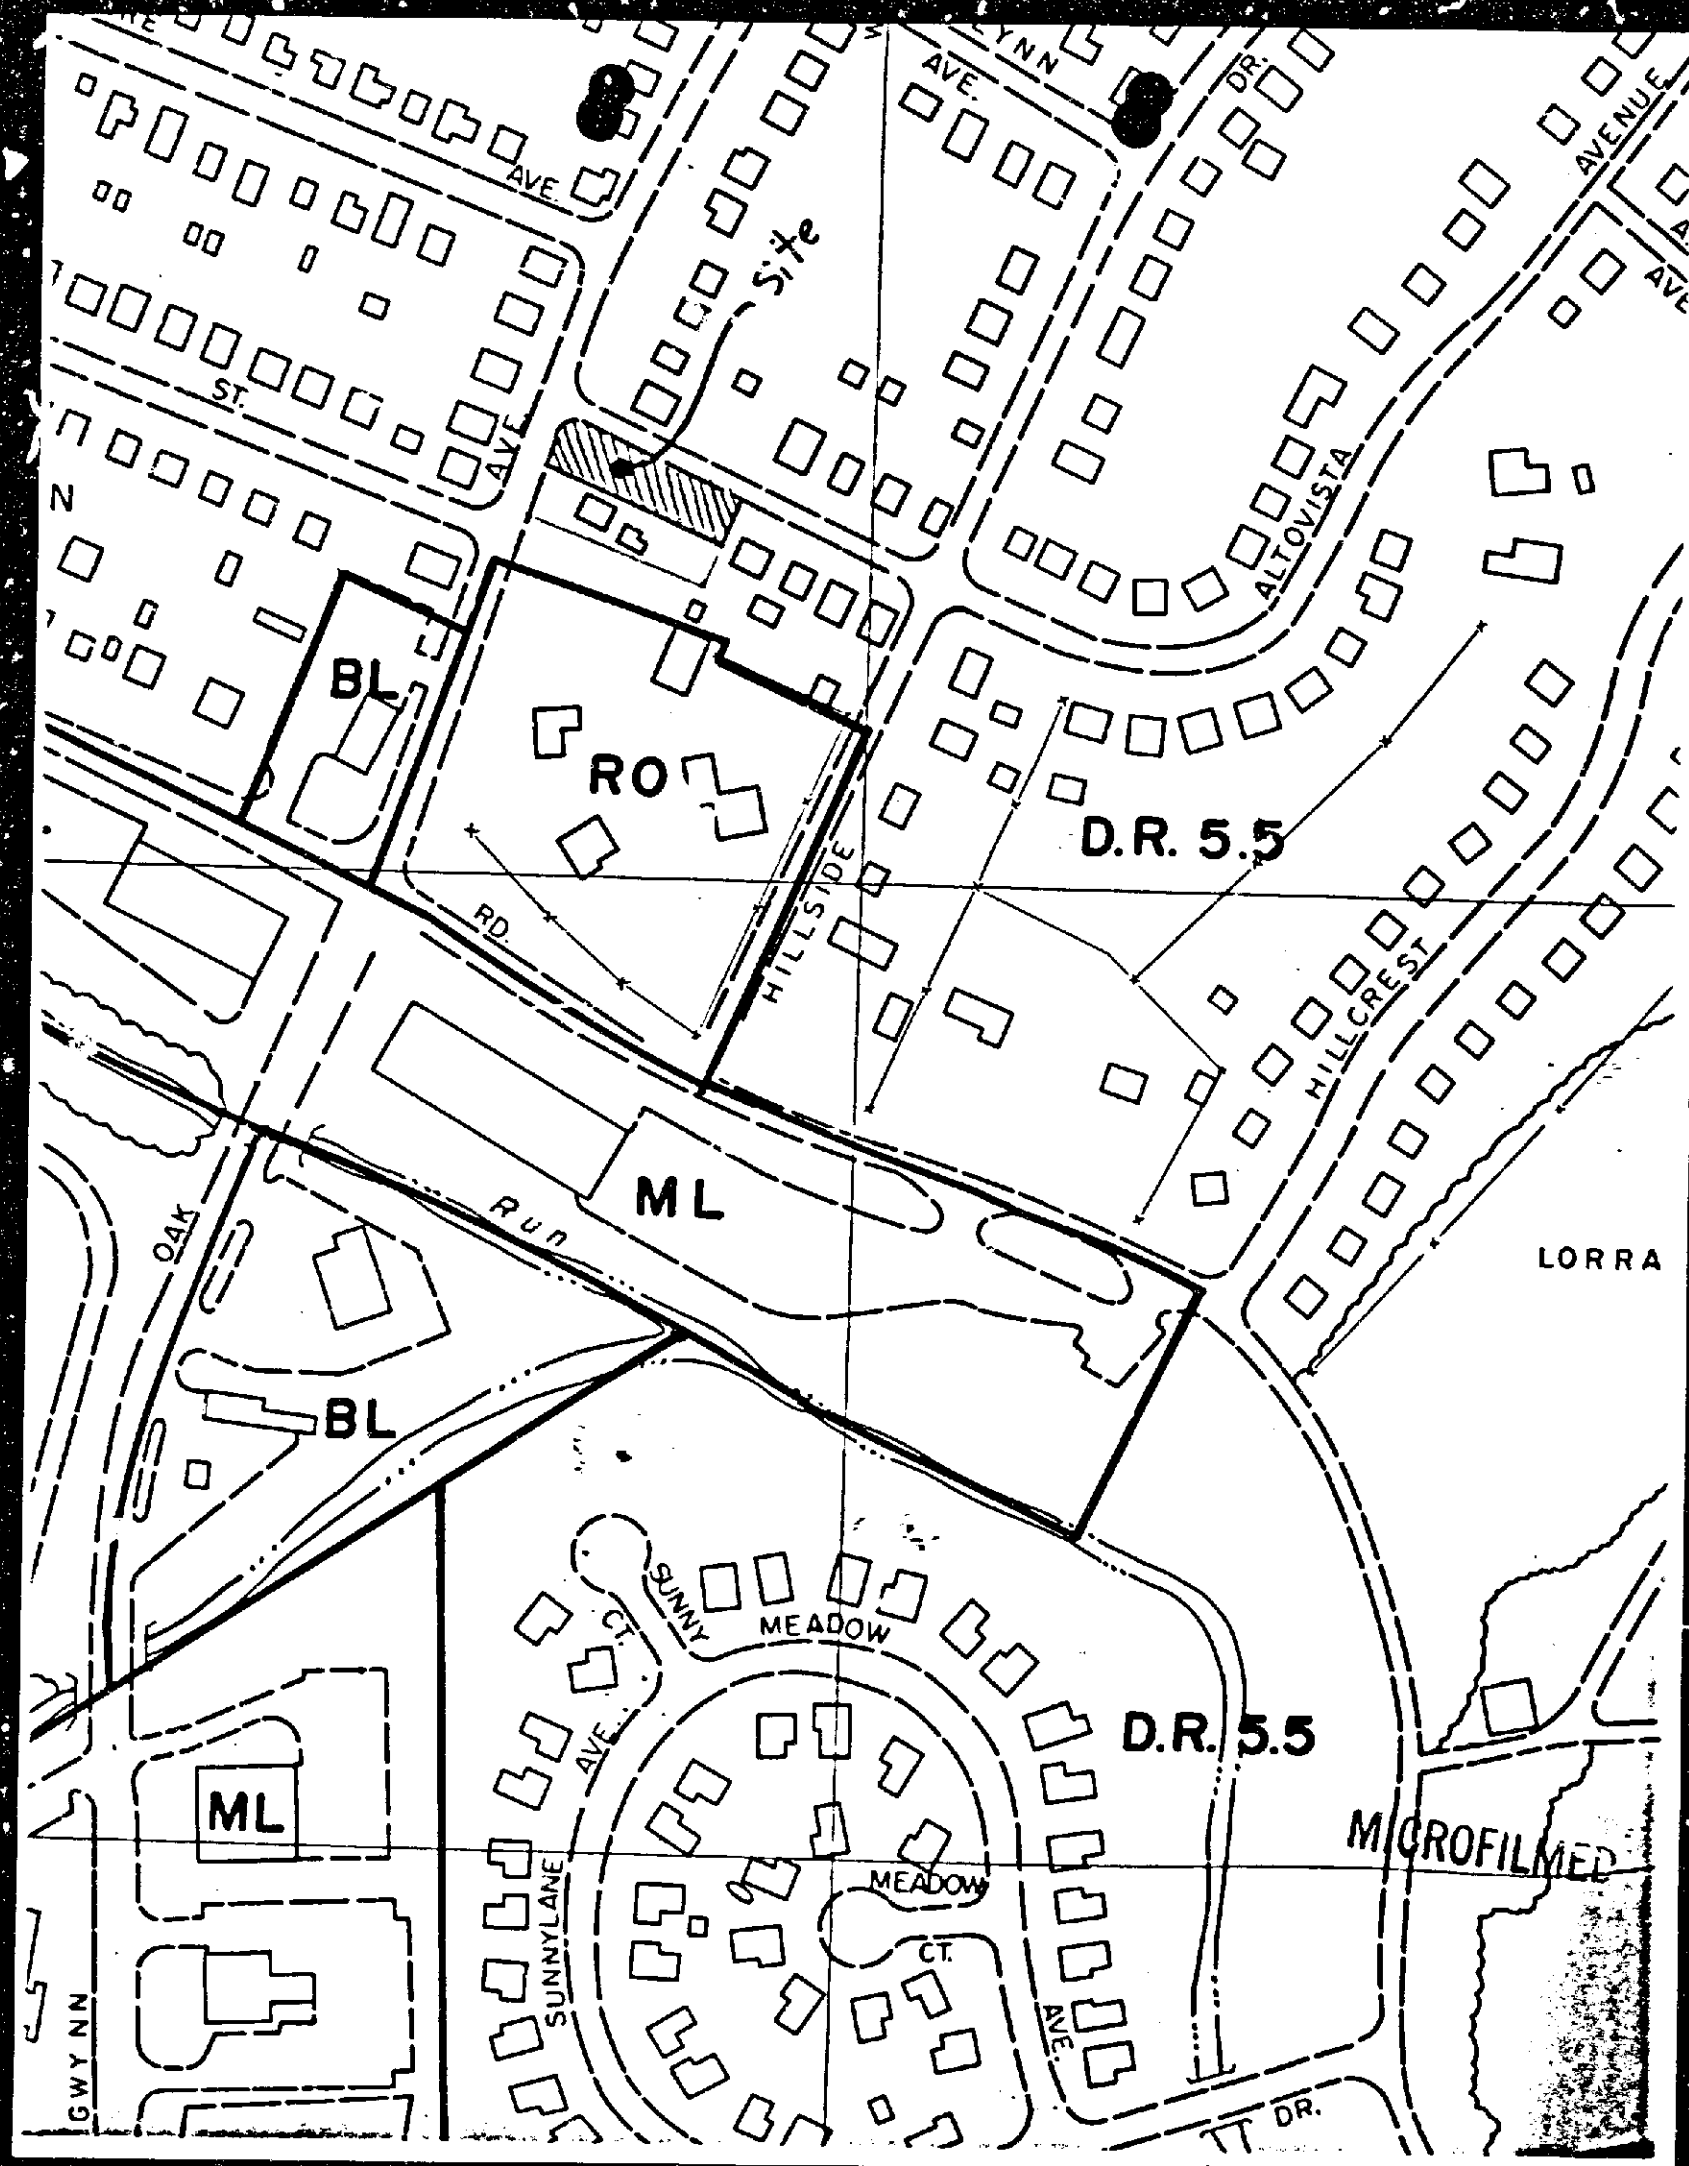 AVE.
LYNN
AVE.
DR.
AVENUE
AVE
Site
ST.
AVE.
N
ALTOVISTA
BL
RO
D.R. 5.5
HILLSIDE
RD.
HILLCREST
ML
Run
OAK
LORRA
BL
SUNNY
CT.
MEADOW
AVE.
D.R. 5.5
ML
MICROFILMED
MEADOW
CT.
SUNNYLANE
GWYNN
AVE.
DR.